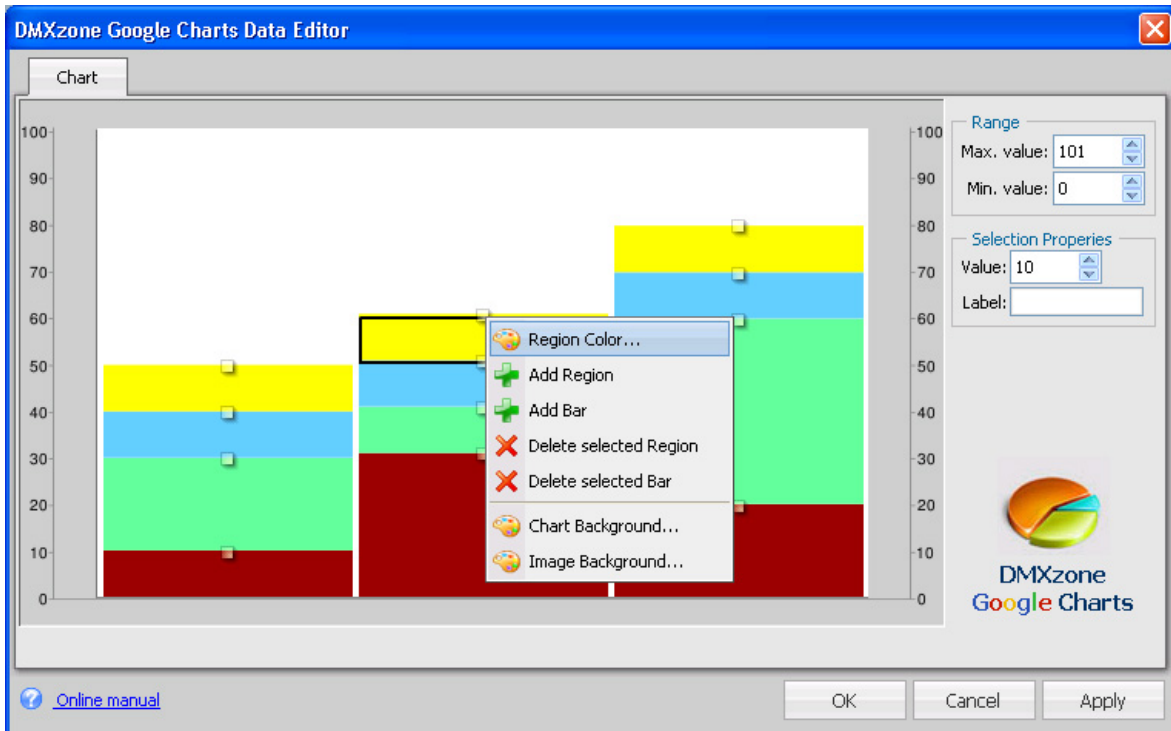 DMXzone Google Charts Data Editor
Chart
100
90
80
70
60
50
40
30
20
10
0
100
90
80
70
60
50
40
30
20
10
0
Region Color...
Add Region
Add Bar
Delete selected Region
Delete selected Bar
Chart Background...
Image Background...
Range
Max. value: 101
Min. value: 0
Selection Properies
Value: 10
Label:
DMXzone
Google Charts
? Online manual
OK Cancel Apply